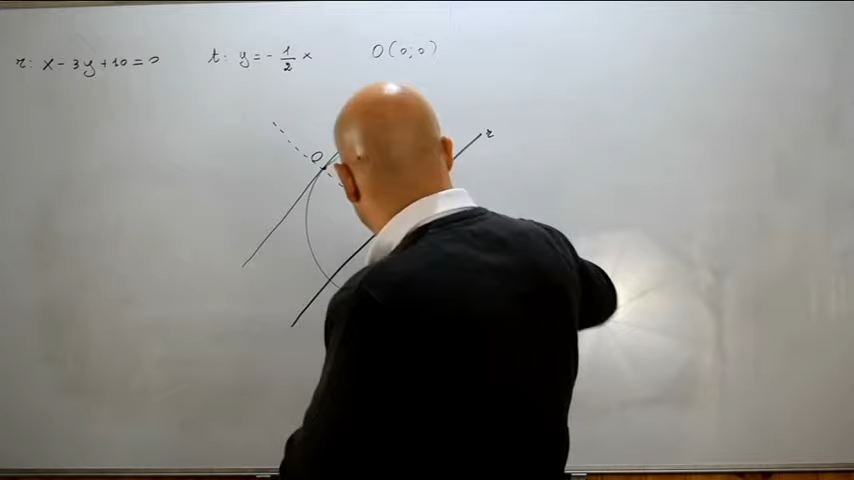 r: x - 3y + 10 = 0 t: y = - 1/2 x O(0;0)
O
r